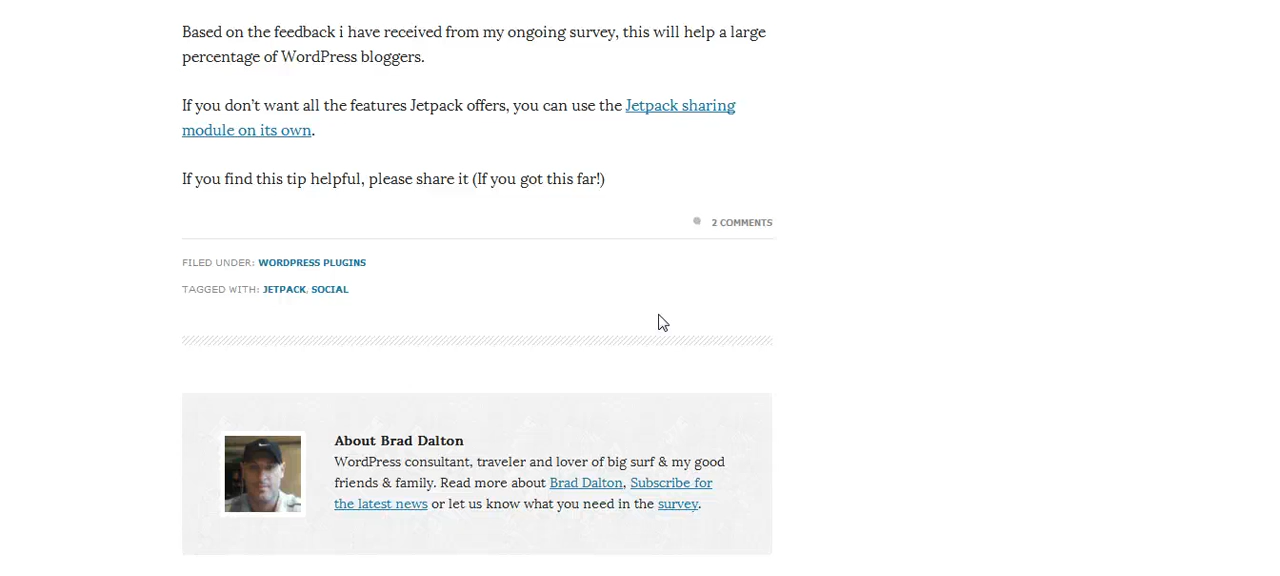 Based on the feedback i have received from my ongoing survey, this will help a large
percentage of WordPress bloggers.
If you don't want all the features Jetpack offers, you can use the Jetpack sharing
module on its own.
If you find this tip helpful, please share it (If you got this far!)
2 COMMENTS
FILED UNDER: WORDPRESS PLUGINS
TAGGED WITH: JETPACK, SOCIAL
About Brad Dalton
WordPress consultant, traveler and lover of big surf & my good
friends & family. Read more about Brad Dalton, Subscribe for
the latest news or let us know what you need in the survey.